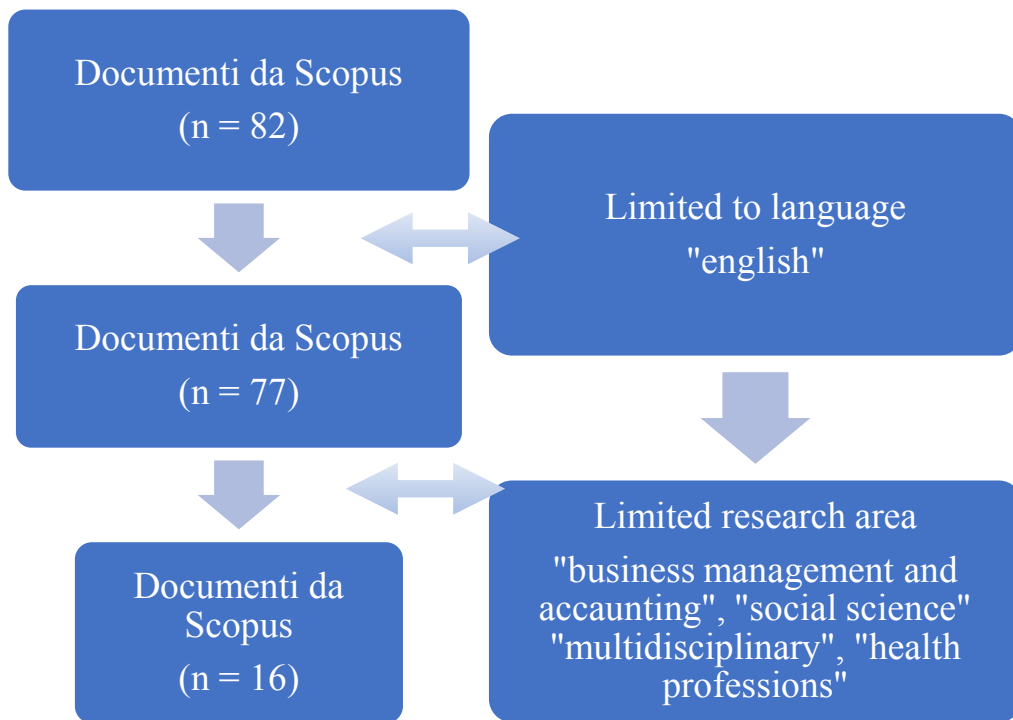 Documenti da Scopus
(n = 82)
Limited to language
"english"
Documenti da Scopus
(n = 77)
Limited research area
"business management and
accaunting", "social science"
"multidisciplinary", "health
professions"
Documenti da
Scopus
(n = 16)